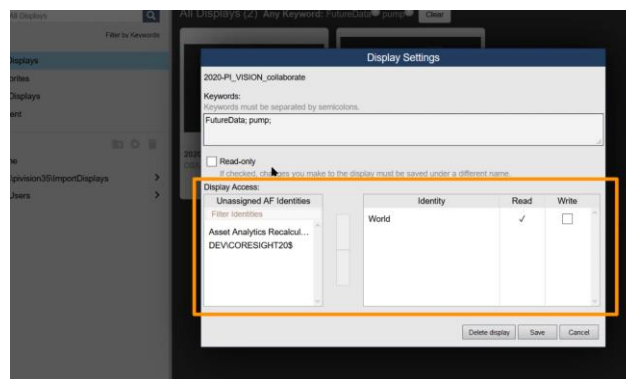 All Displays (2) Any Keyword: FutureData pump Clear
Filter by Keywords
Display Settings
2020-PI_VISION_collaborate
Keywords:
Keywords must be separated by semicolons.
FutureData; pump;
Read-only
If checked, changes you make to the display must be saved under a different name.
Display Access:
Unassigned AF Identities
Filter Identities
Asset Analytics Recalcul...
DEV\CORESIGHT20$
Identity Read Write
World ✓
Delete display Save Cancel
Displays
Displays
\pivision35\ImportDisplays
Users